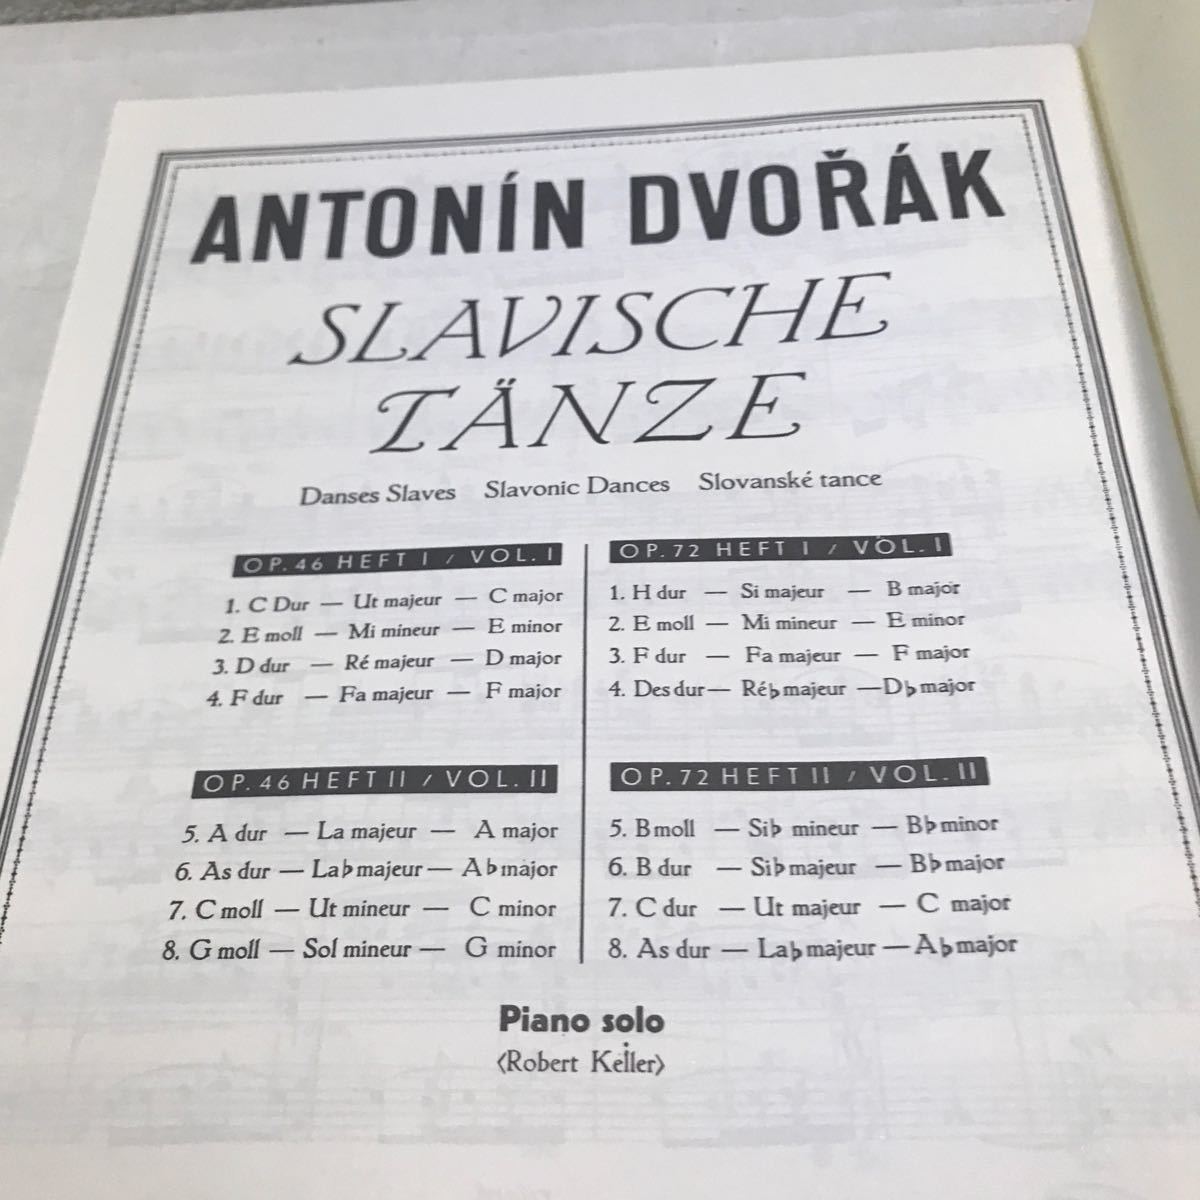 ANTONÍN DVOŘÁK
SLAVISCHE
TÄNZE
Danses Slaves Slavonic Dances Slovanské tance
OP. 46 HEFT I / VOL. I
1. C Dur — Ut majeur — C major
2. E moll — Mi mineur — E minor
3. D dur — Ré majeur — D major
4. F dur — Fa majeur — F major
OP. 46 HEFT II / VOL. II
5. A dur — La majeur — A major
6. As dur — La♭ majeur — A♭ major
7. C moll — Ut mineur — C minor
8. G moll — Sol mineur — G minor
OP. 72 HEFT I / VOL. I
1. H dur — Si majeur — B major
2. E moll — Mi mineur — E minor
3. F dur — Fa majeur — F major
4. Des dur — Ré♭ majeur — D♭ major
OP. 72 HEFT II / VOL. II
5. B moll — Si♭ mineur — B♭ minor
6. B dur — Si♭ majeur — B♭ major
7. C dur — Ut majeur — C major
8. As dur — La♭ majeur — A♭ major
Piano solo
〈Robert Keller〉